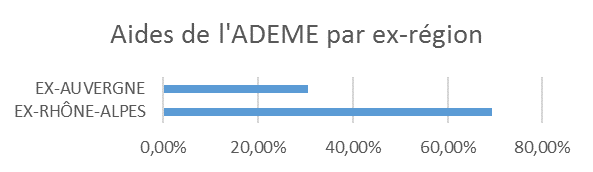 Aides de l'ADEME par ex-région
EX-AUVERGNE
EX-RHÔNE-ALPES
0,00% 20,00% 40,00% 60,00% 80,00%